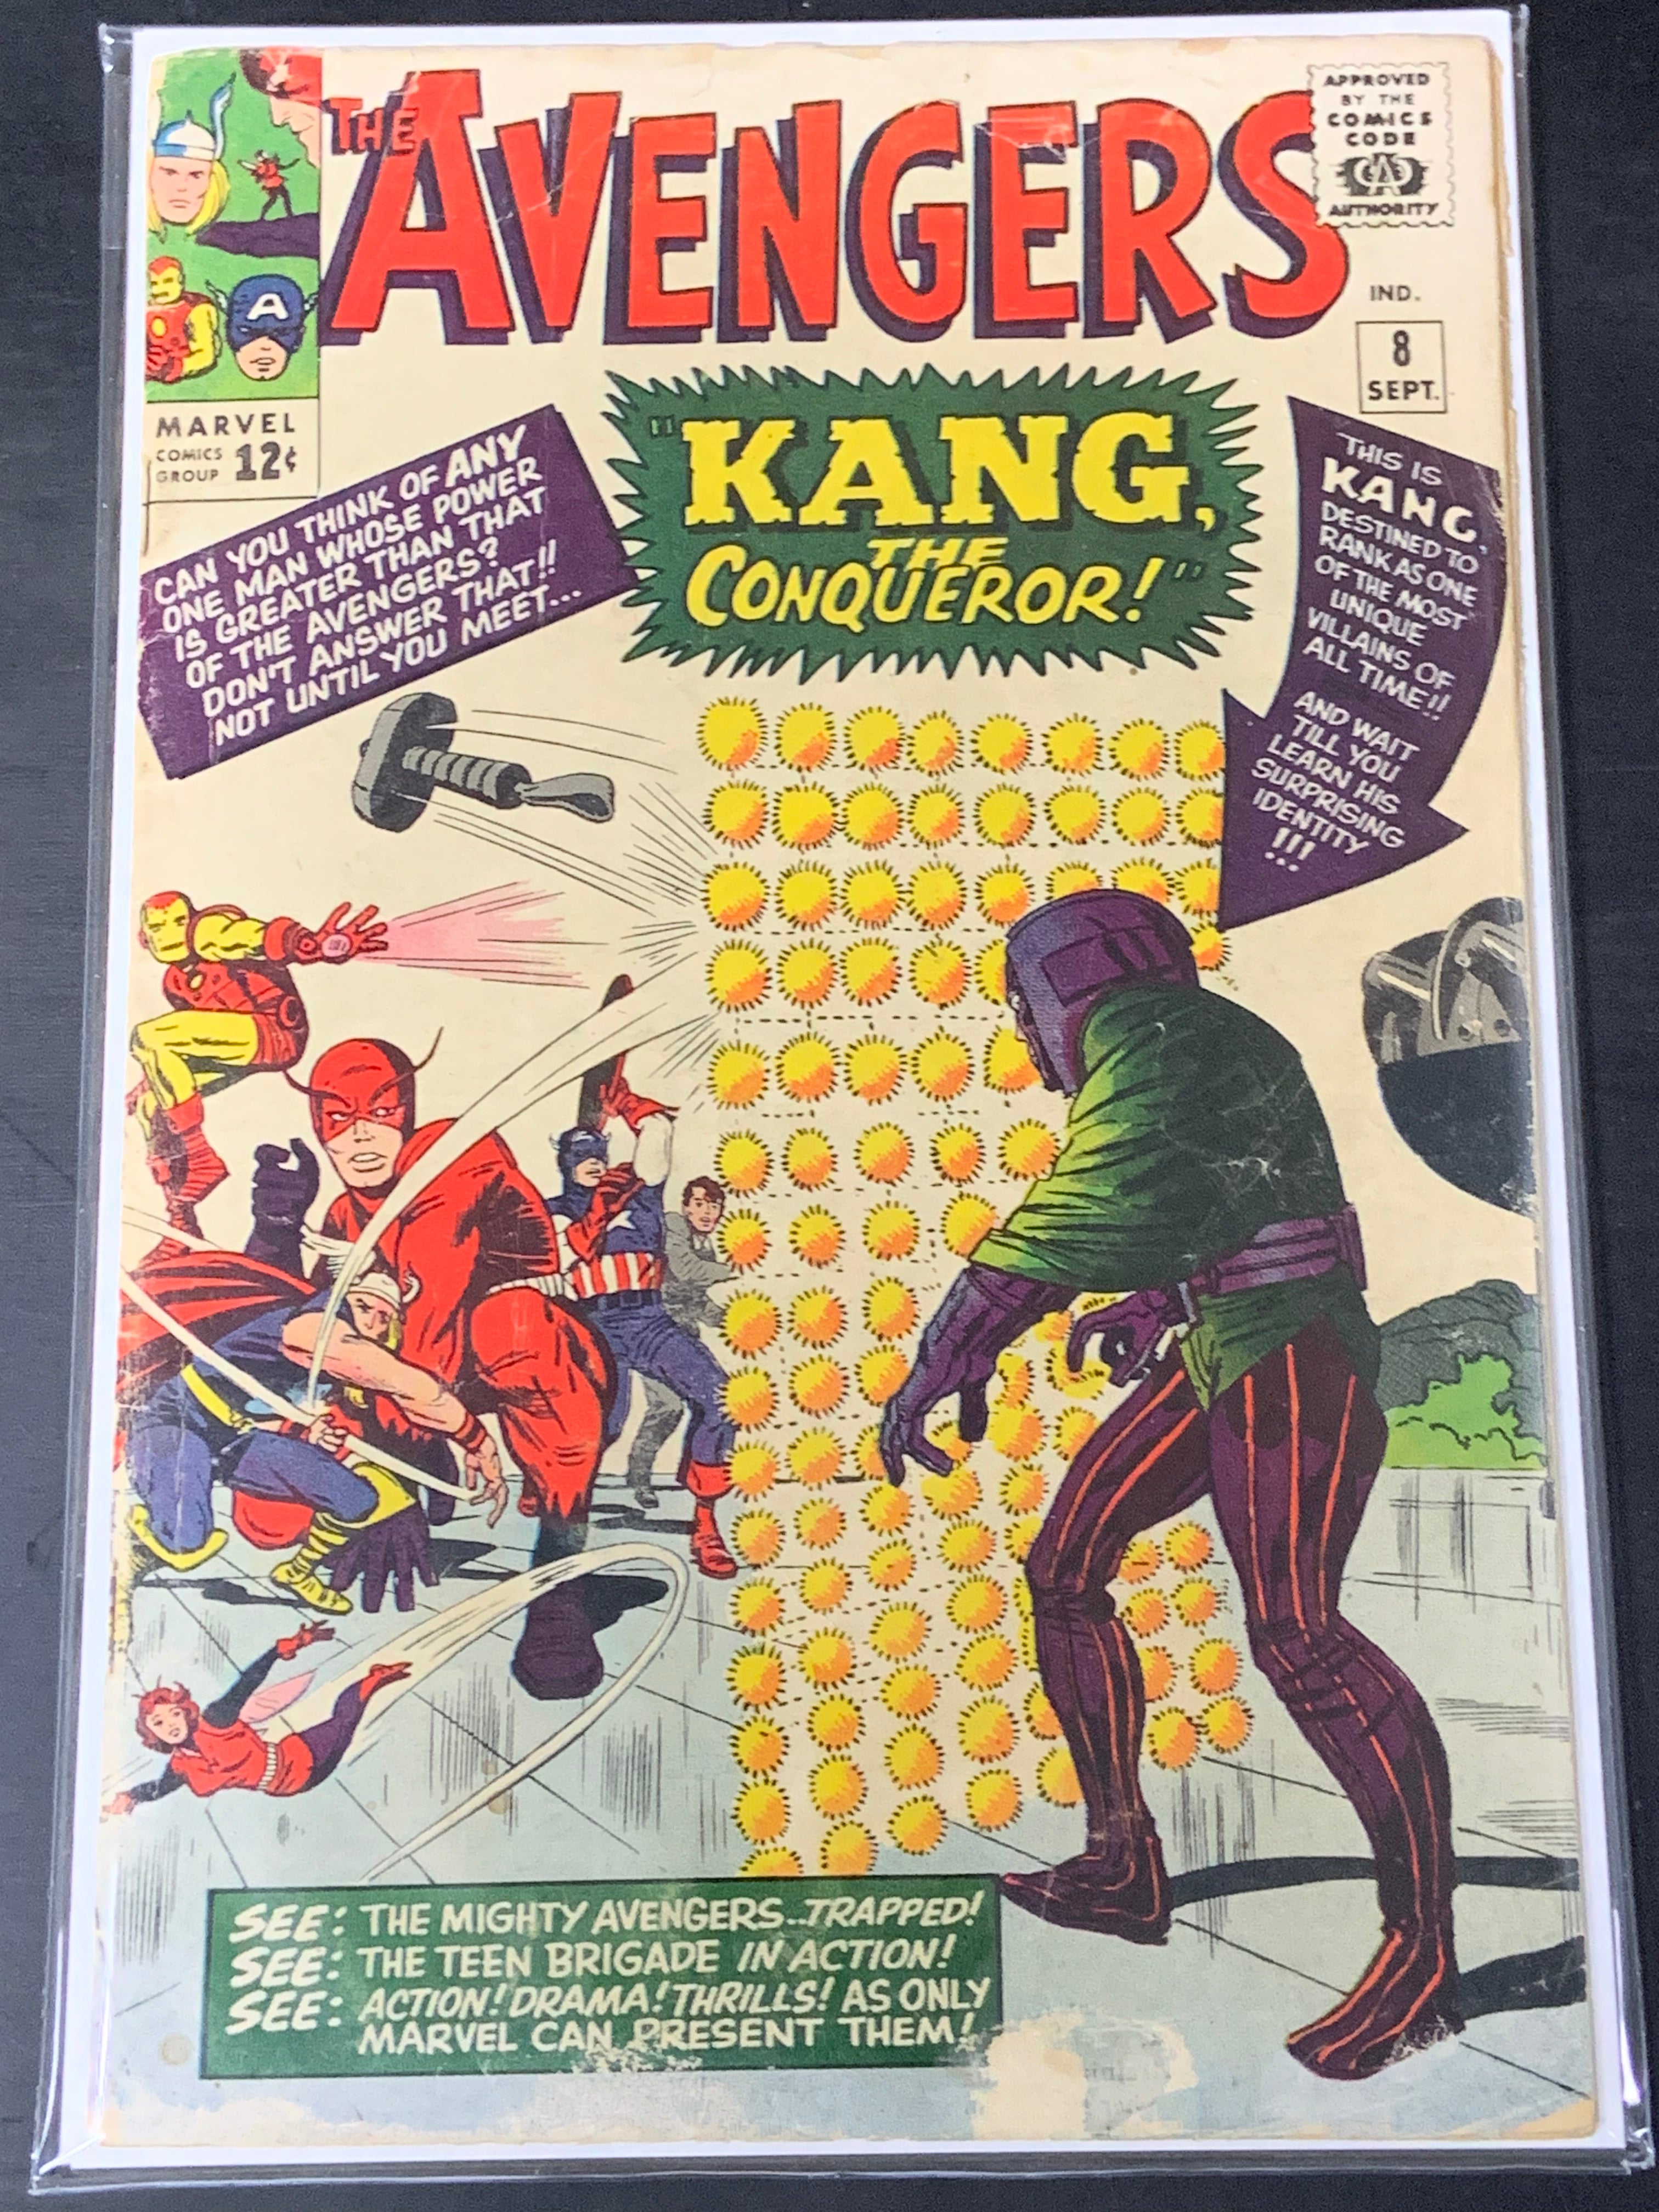 THE
AVENGERS
APPROVED
BY THE
COMICS
CODE
AUTHORITY
IND.
8
SEPT.
A
MARVEL
COMICS
GROUP 12¢
CAN YOU THINK OF ANY
ONE MAN WHOSE POWER
IS GREATER THAN THAT
OF THE AVENGERS?
DON'T ANSWER THAT!!
NOT UNTIL YOU MEET...
"KANG,
THE
CONQUEROR!"
THIS IS
KANG,
DESTINED TO
RANK AS ONE
OF THE MOST
UNIQUE
VILLAINS OF
ALL TIME!!
AND WAIT
TILL YOU
LEARN HIS
SURPRISING
IDENTITY
!!!
SEE: THE MIGHTY AVENGERS...TRAPPED!
SEE: THE TEEN BRIGADE IN ACTION!
SEE: ACTION! DRAMA! THRILLS! AS ONLY
MARVEL CAN PRESENT THEM!